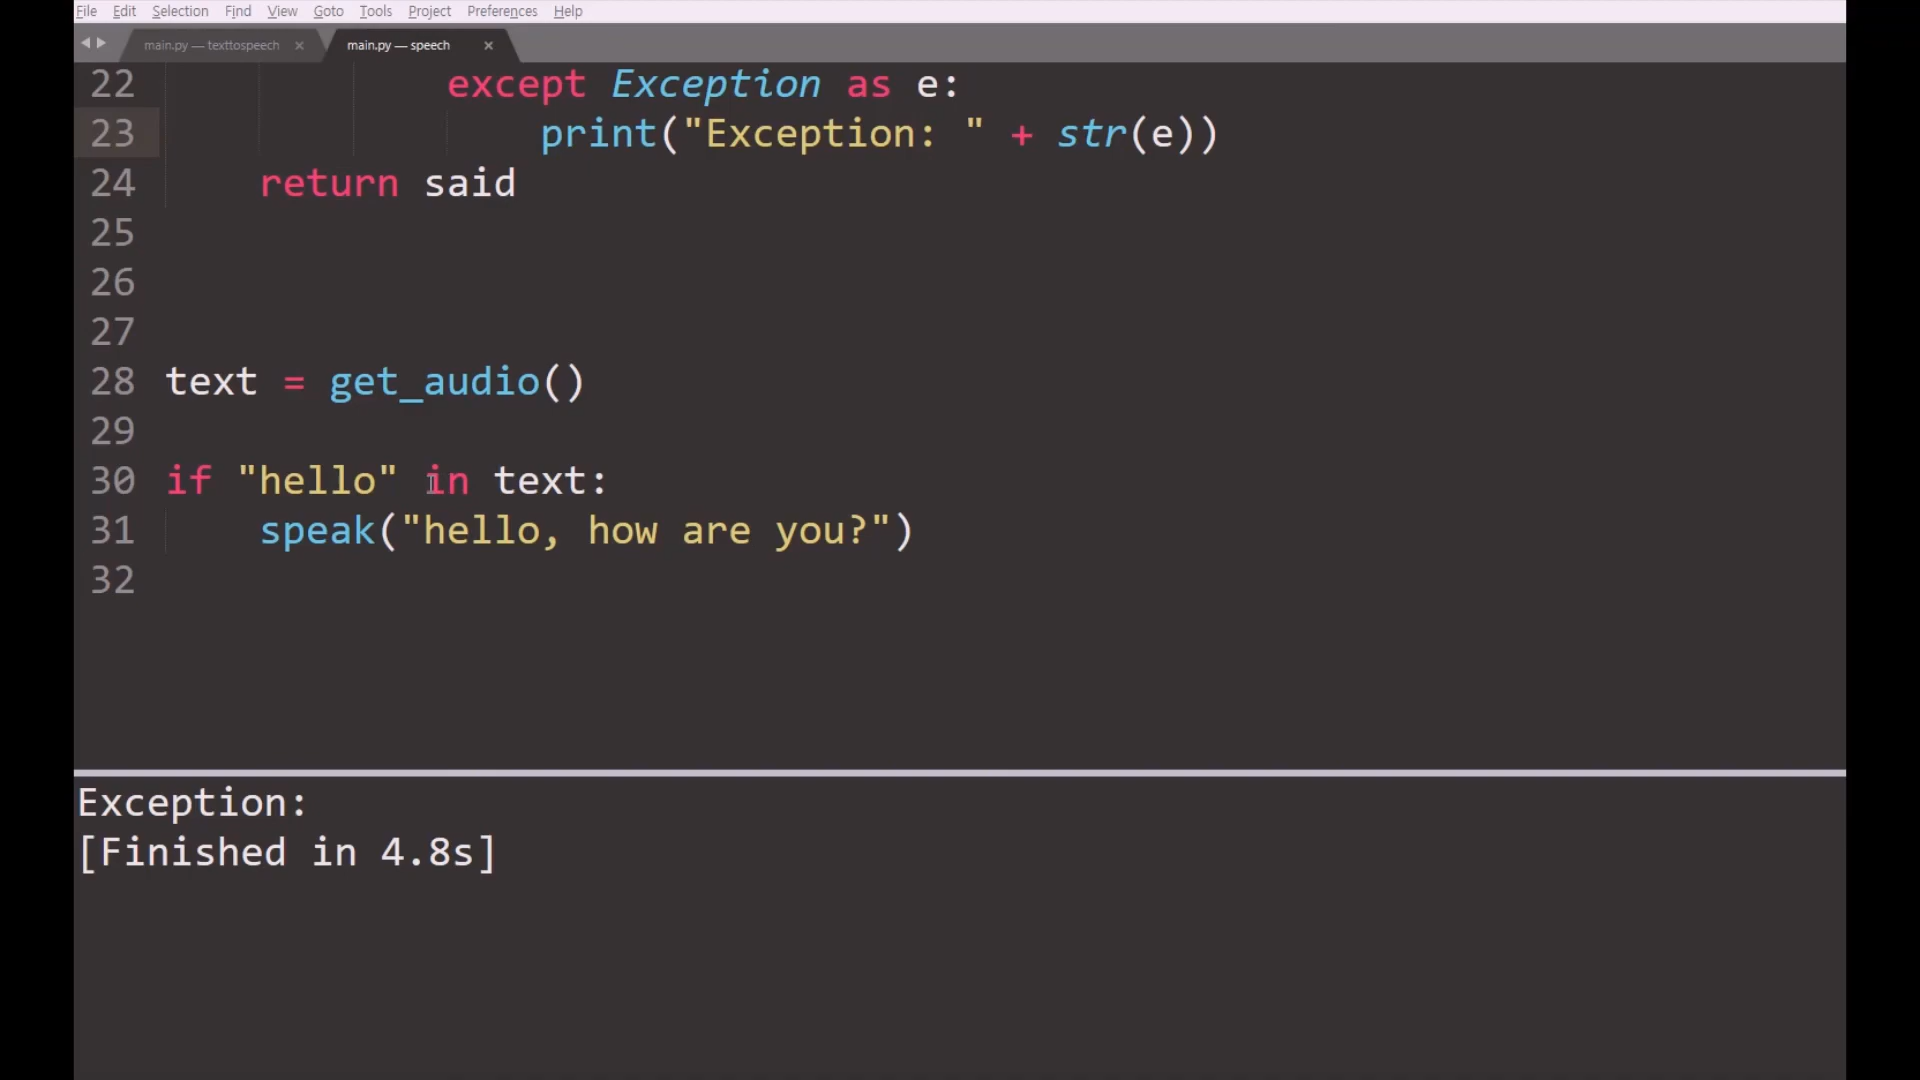 File Edit Selection Find View Goto Tools Project Preferences Help
main.py — texttospeech × main.py — speech ×
22 except Exception as e:
23 print("Exception: " + str(e))
24 return said
25
26
27
28 text = get_audio()
29
30 if "hello" in text:
31 speak("hello, how are you?")
32
Exception:
[Finished in 4.8s]